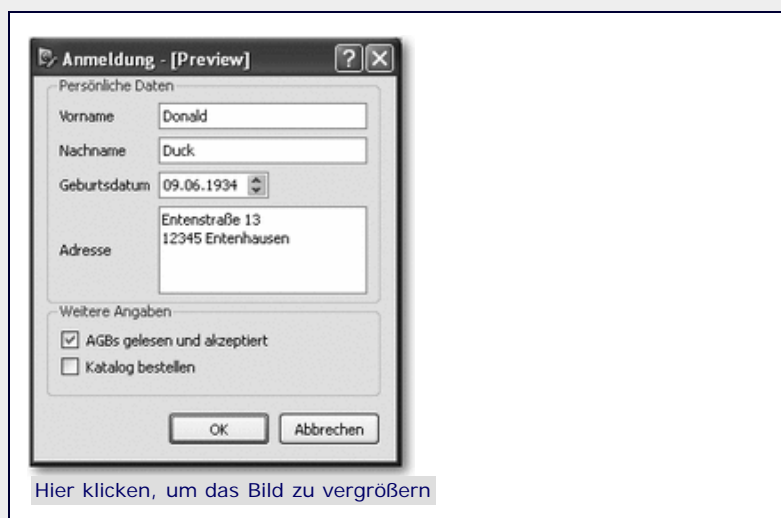 Anmeldung - [Preview]
Persönliche Daten
Vorname Donald
Nachname Duck
Geburtsdatum 09.06.1934
Adresse Entenstraße 13
12345 Entenhausen
Weitere Angaben
AGBs gelesen und akzeptiert
Katalog bestellen
OK Abbrechen
Hier klicken, um das Bild zu vergrößern